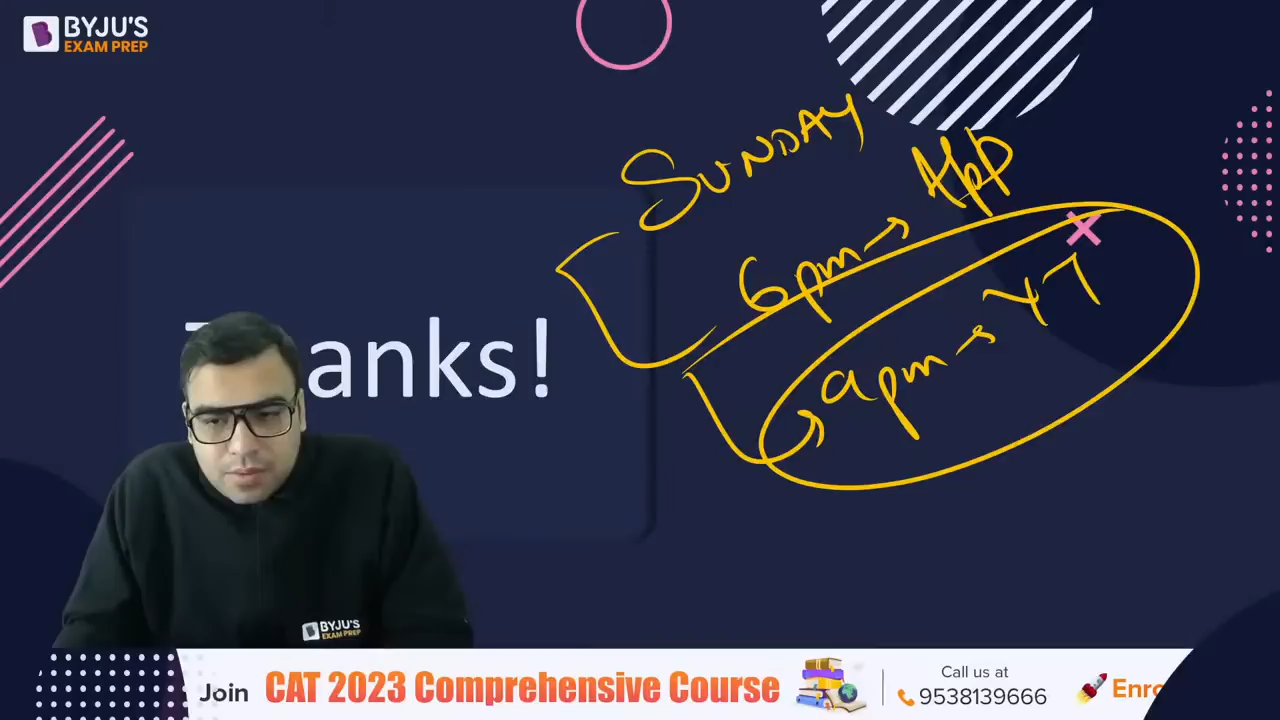 BYJU'S
EXAM PREP
SUNDAY
6pm → App
9pm → YT
anks!
BYJU'S
EXAM PREP
Join CAT 2023 Comprehensive Course
Call us at
9538139666
Enro